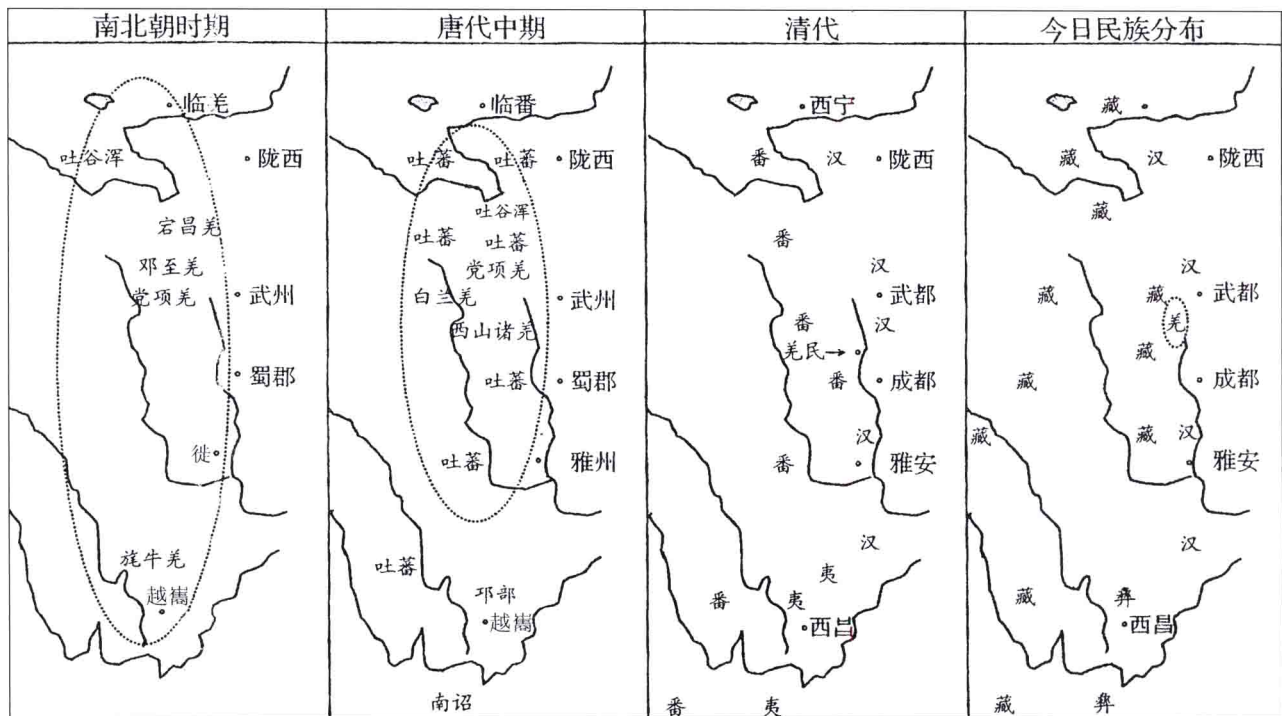 南北朝时期
临羌
吐谷浑
陇西
宕昌羌
邓至羌
党项羌
武州
蜀郡
徙
旄牛羌
越嶲
唐代中期
临番
吐蕃 吐蕃
陇西
吐谷浑
吐蕃 吐蕃
党项羌
白兰羌
武州
西山诸羌
吐蕃
蜀郡
吐蕃
雅州
吐蕃
邛部
越嶲
南诏
清代
西宁
番 汉
陇西
番
汉
武都
番 汉
羌民→
番
成都
汉
番
雅安
汉
夷
番 夷
西昌
番 夷
今日民族分布
藏
藏 汉
陇西
藏
汉
藏 藏
武都
羌
藏
藏
成都
藏 藏 汉
雅安
汉
藏 彝
西昌
藏 彝